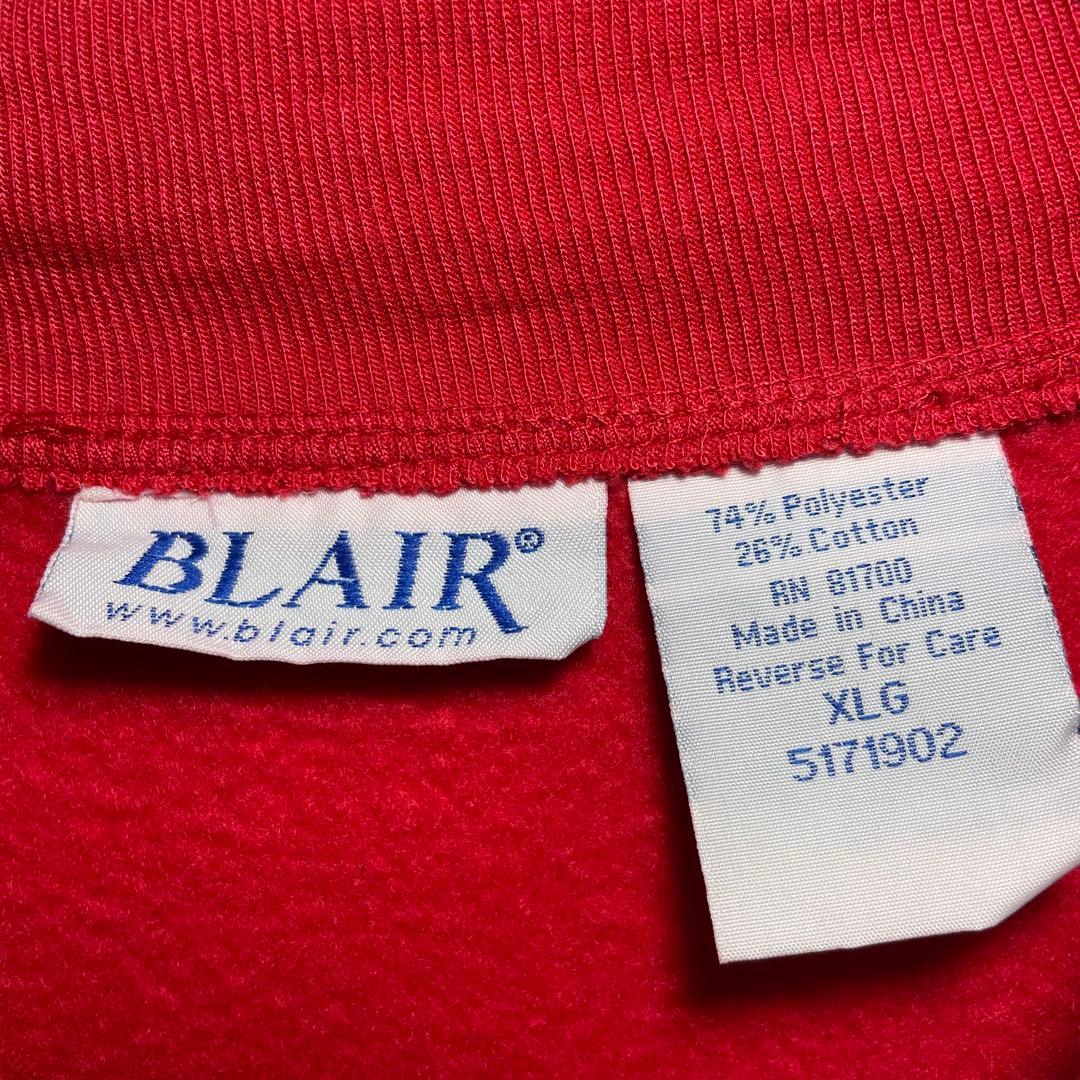 BLAIR®
www.blair.com
74% Polyester
26% Cotton
RN 81700
Made in China
Reverse For Care
XLG
5171902